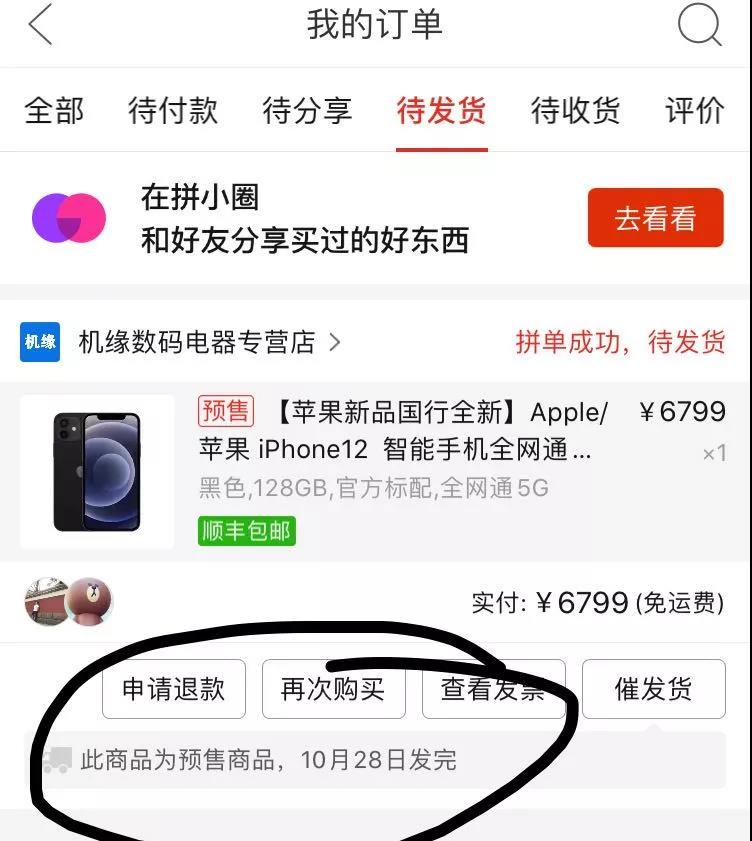 我的订单
全部 待付款 待分享 待发货 待收货 评价
在拼小圈
和好友分享买过的好东西
去看看
机缘 机缘数码电器专营店 拼单成功，待发货
预售 【苹果新品国行全新】Apple/ ¥6799
苹果 iPhone12 智能手机全网通... ×1
黑色,128GB,官方标配,全网通5G
顺丰包邮
实付: ¥6799 (免运费)
申请退款 再次购买 查看发票 催发货
此商品为预售商品，10月28日发完